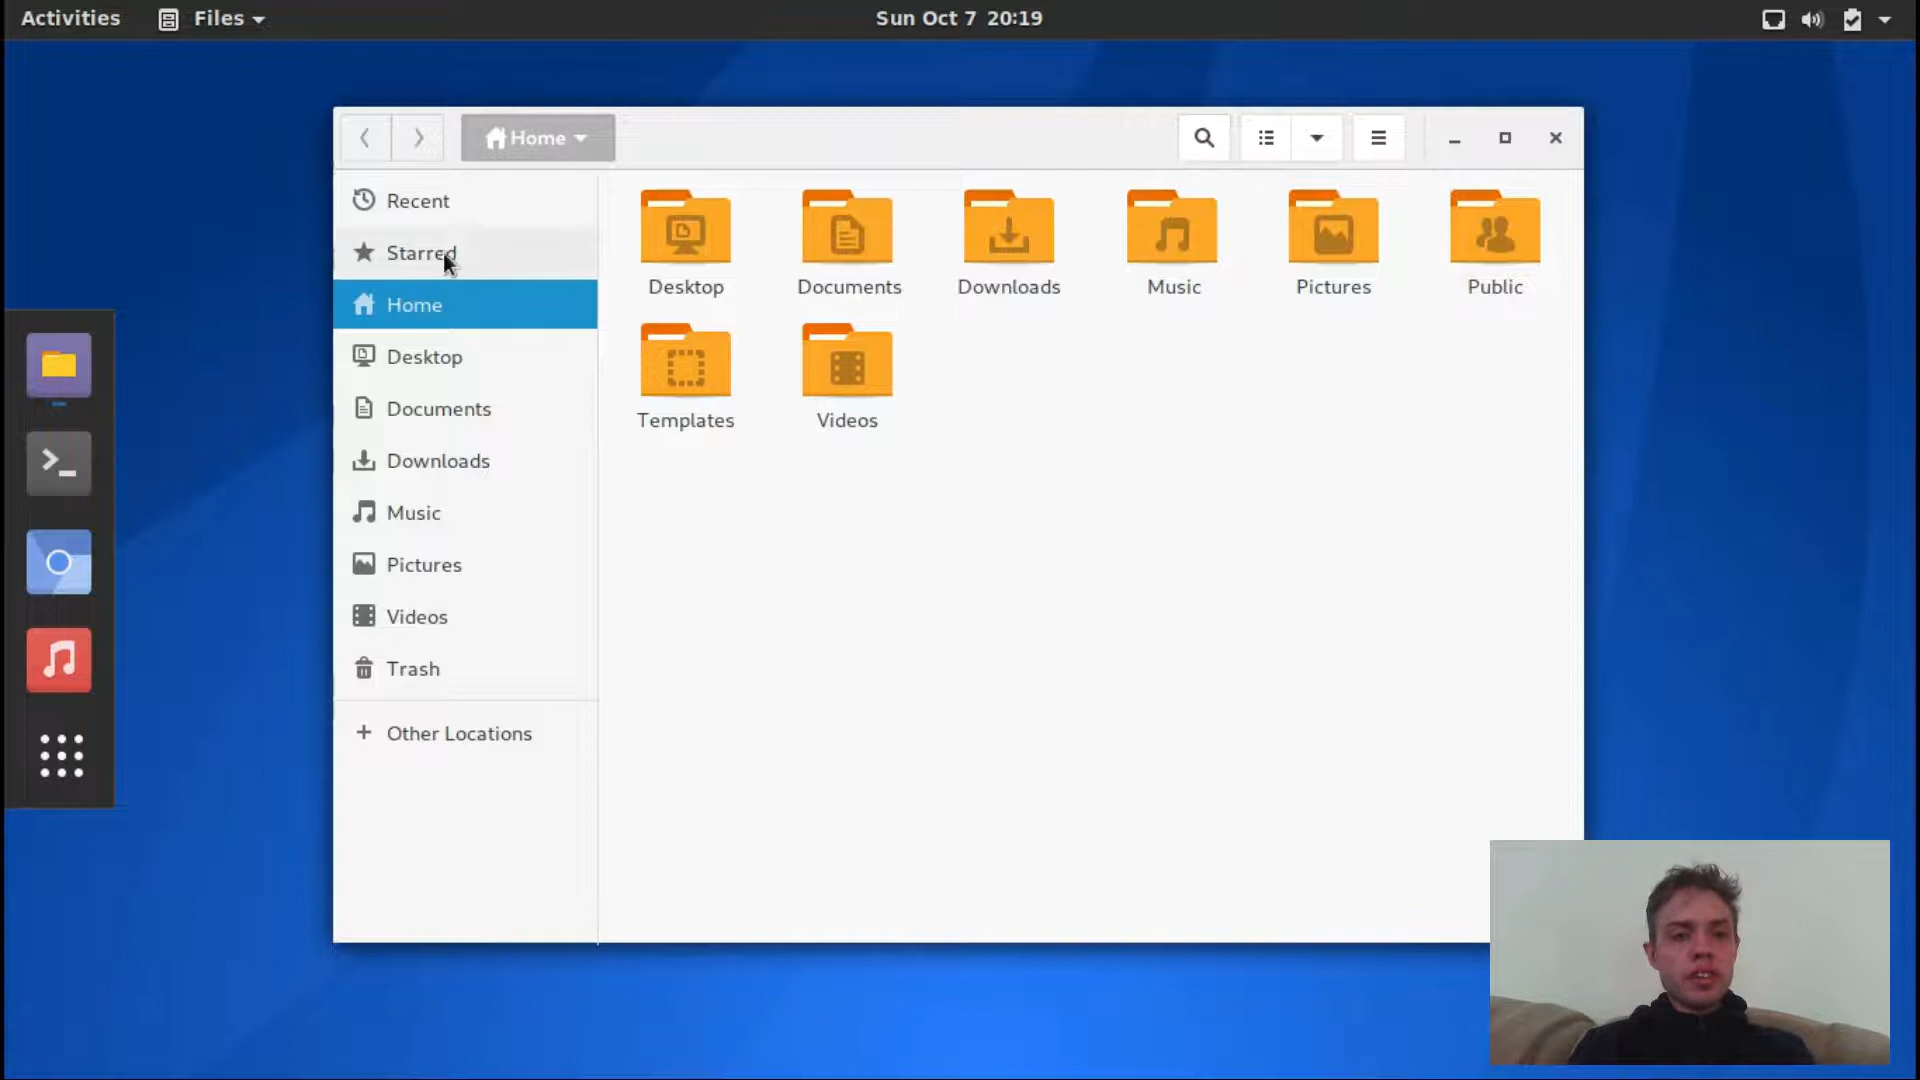 Activities Files Sun Oct 7 20:19
Home
Recent
Starred
Home
Desktop
Documents
Downloads
Music
Pictures
Videos
Trash
Other Locations
Desktop Documents Downloads Music Pictures Public
Templates Videos